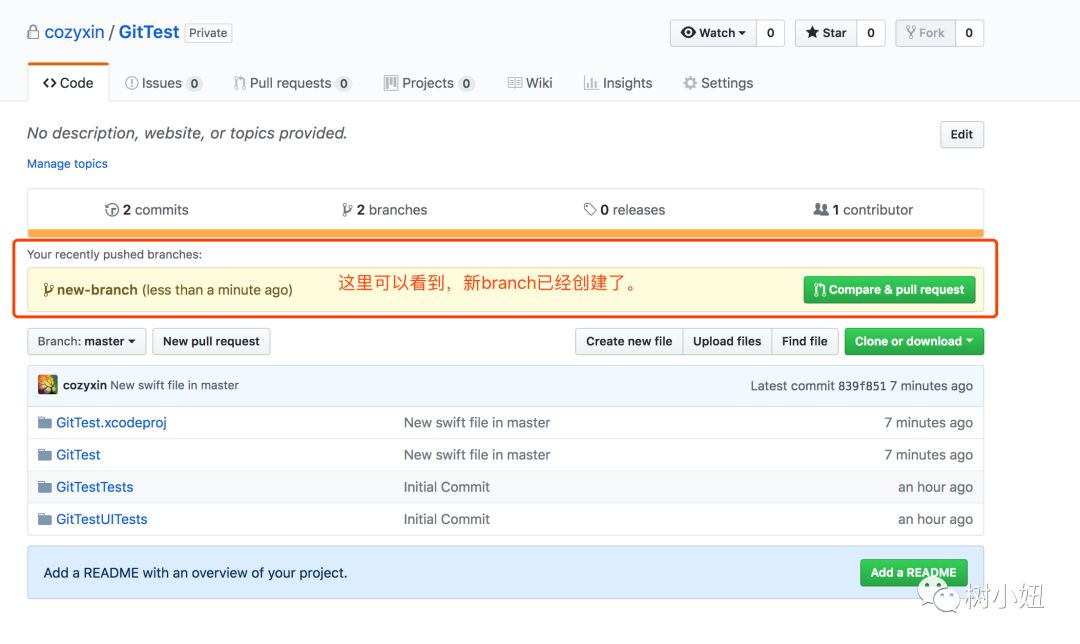 cozyxin / GitTest Private Watch 0 Star 0 Fork 0
Code Issues 0 Pull requests 0 Projects 0 Wiki Insights Settings
No description, website, or topics provided. Edit
Manage topics
2 commits 2 branches 0 releases 1 contributor
Your recently pushed branches:
new-branch (less than a minute ago) 这里可以看到，新branch已经创建了。 Compare & pull request
Branch: master New pull request Create new file Upload files Find file Clone or download
cozyxin New swift file in master Latest commit 839f851 7 minutes ago
GitTest.xcodeproj New swift file in master 7 minutes ago
GitTest New swift file in master 7 minutes ago
GitTestTests Initial Commit an hour ago
GitTestUITests Initial Commit an hour ago
Add a README with an overview of your project. Add a README
树小妞